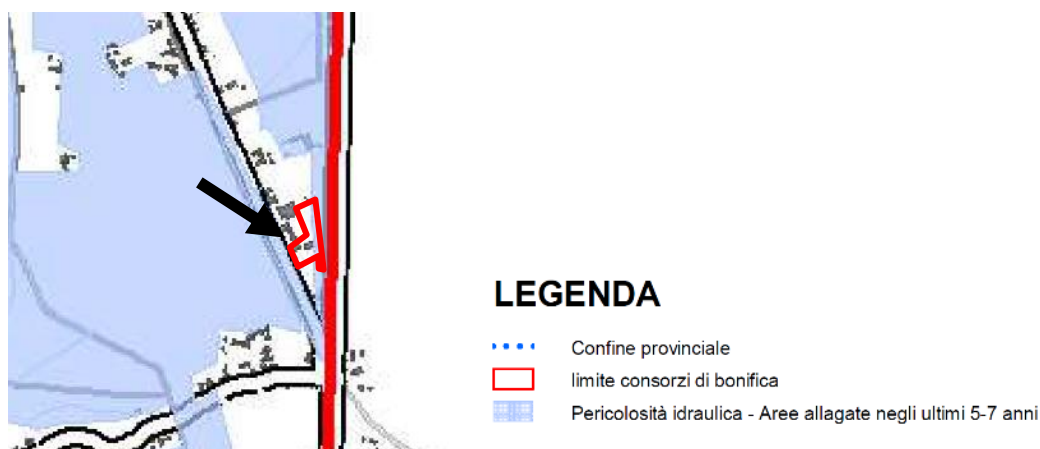 LEGENDA
Confine provinciale
limite consorzi di bonifica
Pericolosità idraulica - Aree allagate negli ultimi 5-7 anni